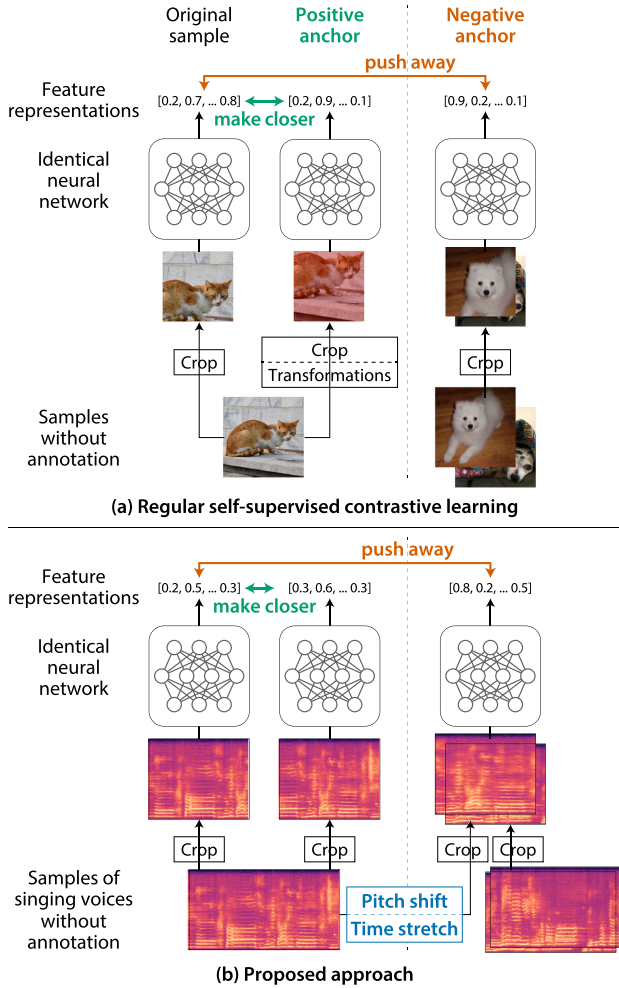 Original
sample
Positive
anchor
Negative
anchor
push away
Feature
representations
[0.2, 0.7, ... 0.8]
[0.2, 0.9, ... 0.1]
[0.9, 0.2, ... 0.1]
make closer
Identical
neural
network
Crop
Crop
Transformations
Crop
Samples
without
annotation
(a) Regular self-supervised contrastive learning
push away
Feature
representations
[0.2, 0.5, ... 0.3]
[0.3, 0.6, ... 0.3]
[0.8, 0.2, ... 0.5]
make closer
Identical
neural
network
Crop
Crop
Crop
Crop
Samples of
singing voices
without
annotation
Pitch shift
Time stretch
(b) Proposed approach